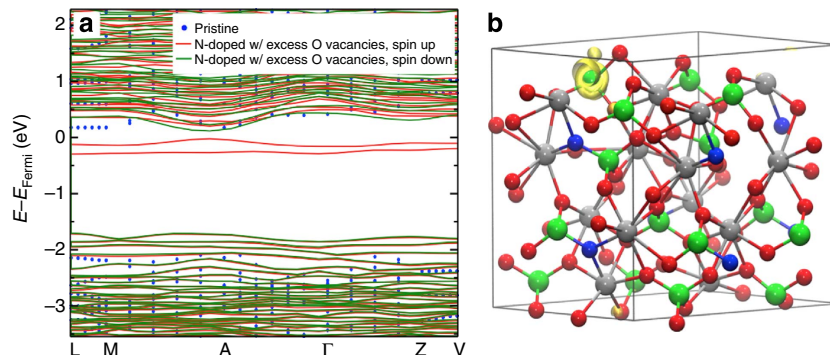 a
b
Pristine
N-doped w/ excess O vacancies, spin up
N-doped w/ excess O vacancies, spin down
E–E_Fermi (eV)
2
1
0
−1
−2
−3
L M A Γ Z V